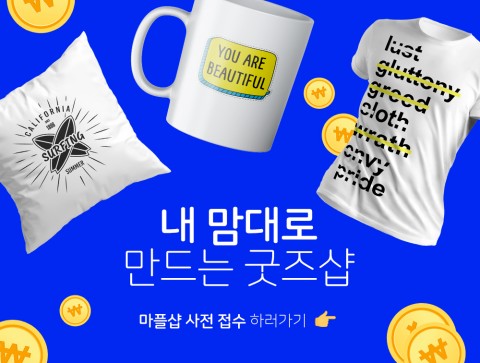 YOU ARE
BEAUTIFUL
lust
gluttony
greed
cloth
wrath
envy
pride
CALIFORNIA
SURFING
SUMMER
내 맘대로
만드는 굿즈샵
마플샵 사전 접수 하러가기
₩
₩
₩
₩
₩
₩